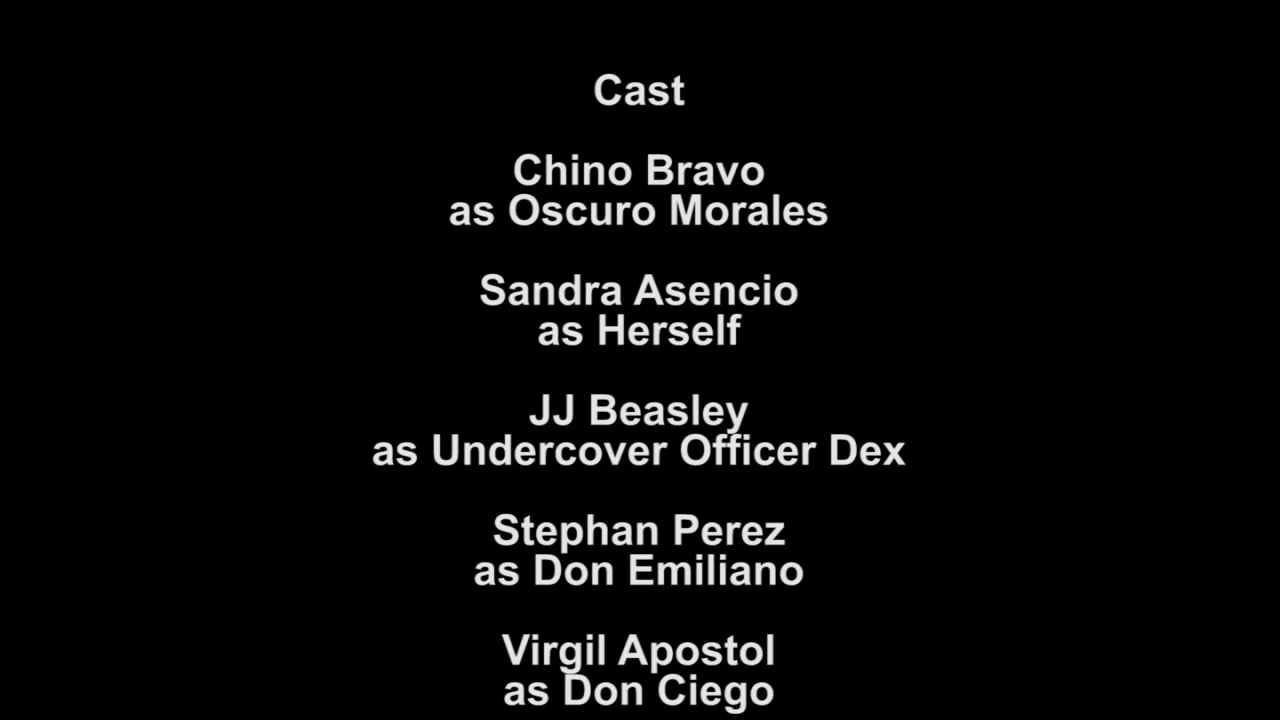 Cast
Chino Bravo
as Oscuro Morales
Sandra Asencio
as Herself
JJ Beasley
as Undercover Officer Dex
Stephan Perez
as Don Emiliano
Virgil Apostol
as Don Ciego